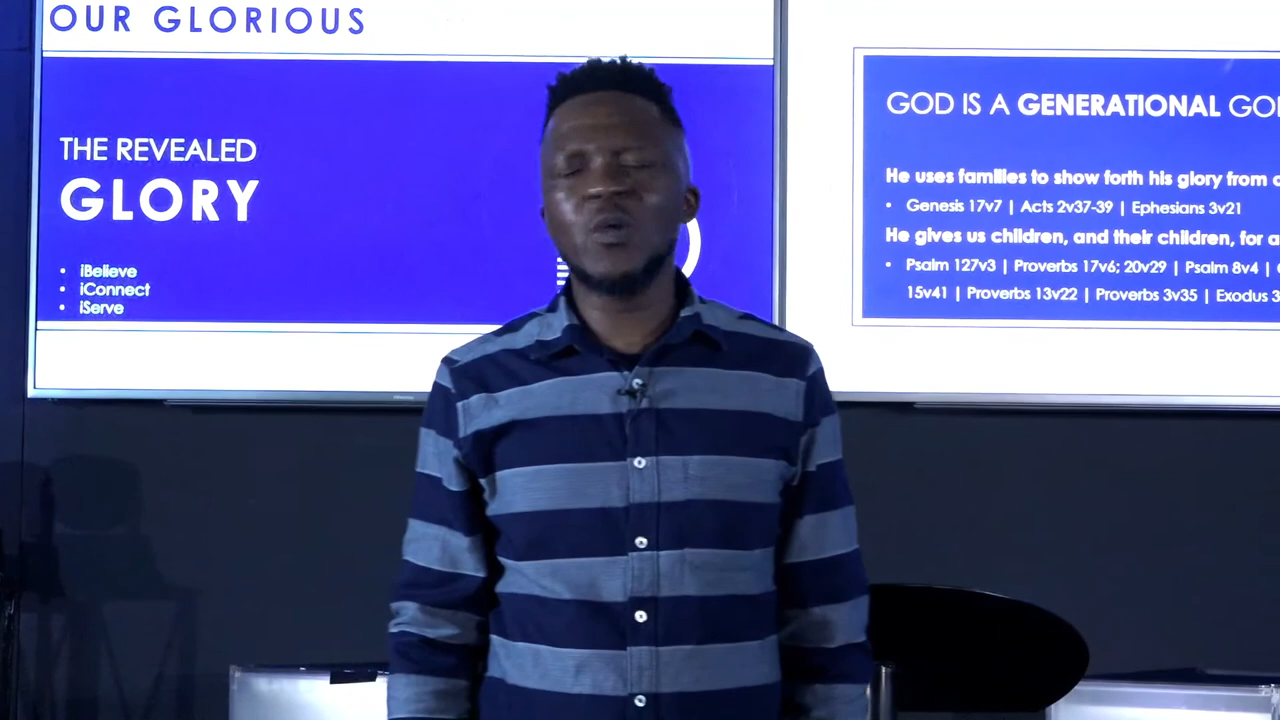 OUR GLORIOUS
THE REVEALED
GLORY
• iBelieve
• iConnect
• iServe
GOD IS A GENERATIONAL
He uses families to show forth his glory from
• Genesis 17v7 | Acts 2v37-39 | Ephesians 3v21
He gives us children, and their children, for
• Psalm 127v3 | Proverbs 17v6; 20v29 | Psalm 8v4 |
15v41 | Proverbs 13v22 | Proverbs 3v35 | Exodus